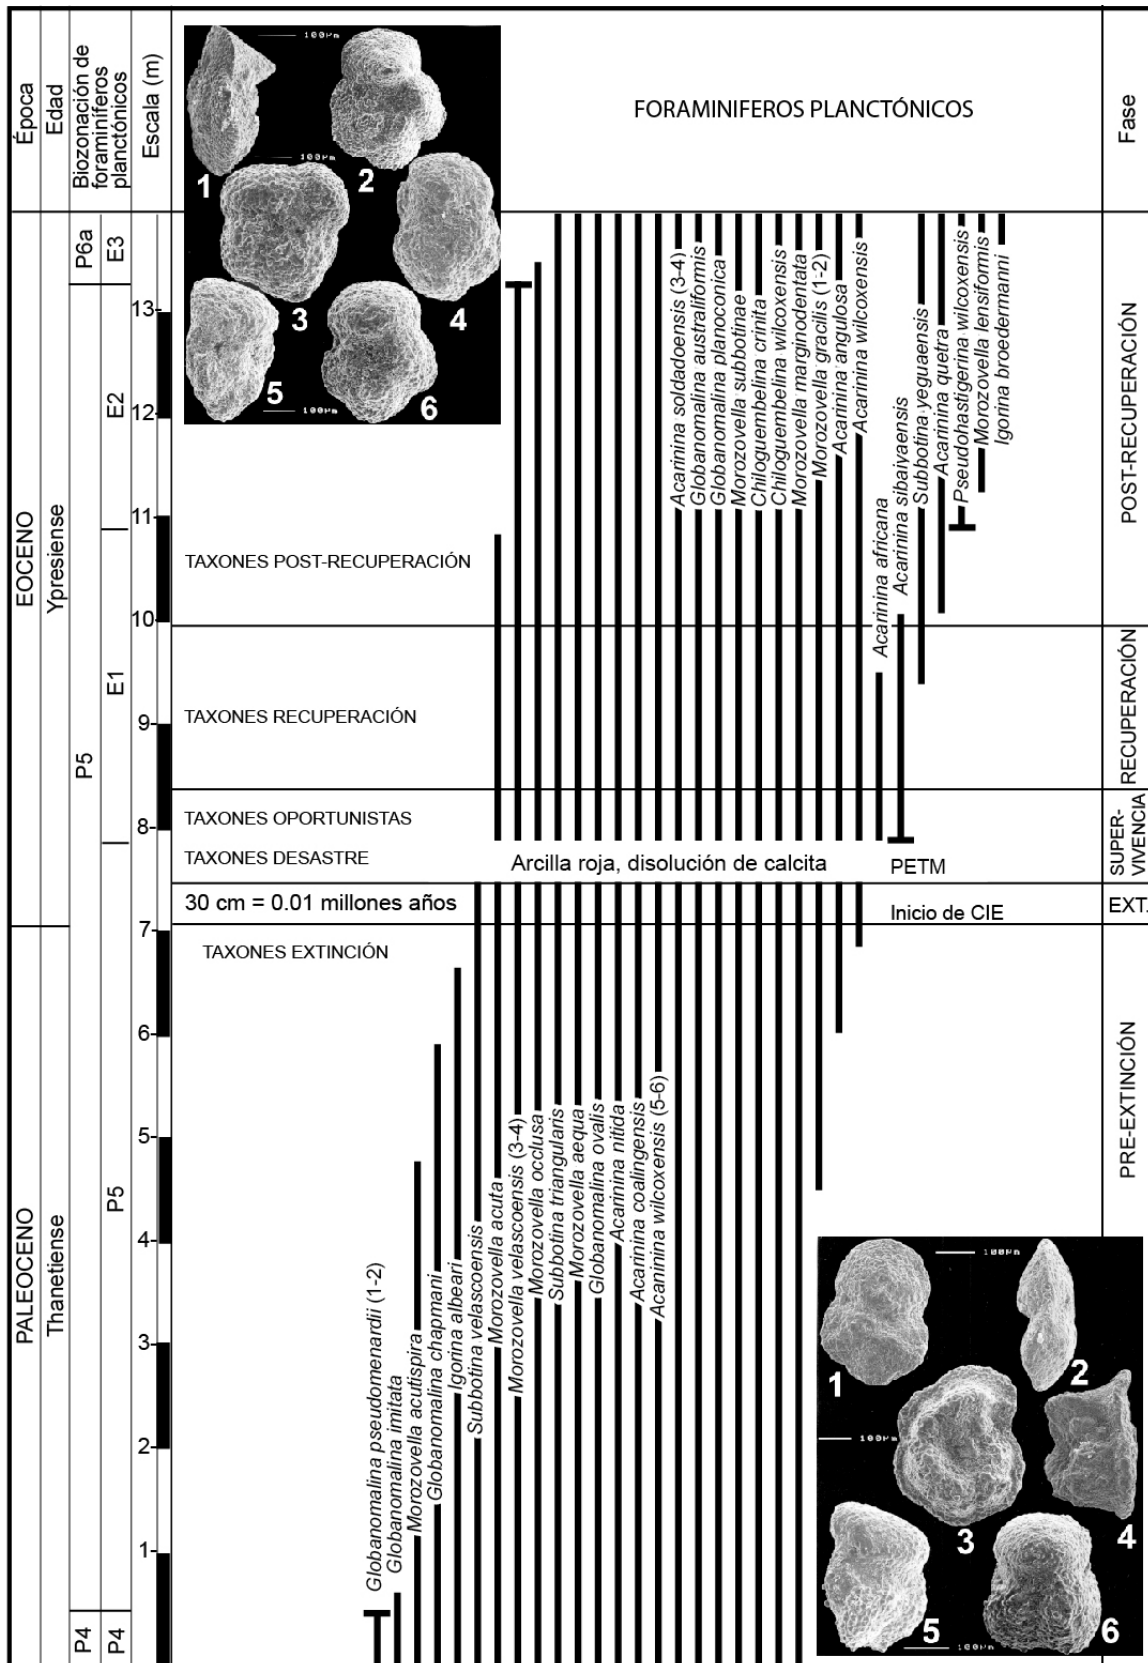 Época
Edad
Biozonación de
foraminíferos
planctónicos
Escala (m)
FORAMINIFEROS PLANCTÓNICOS
Fase
100µm
100µm
1
2
3
4
5
100µm
6
EOCENO
PALEOCENO
Ypresiense
Thanetiense
P6a
P5
P4
E3
E2
E1
P5
P4
13
12
11
10
9
8
7
6
5
4
3
2
1
Acarinina soldadoensis (3-4)
Globanomalina australiformis
Globanomalina planoconica
Morozovella subbotinae
Chiloguembelina crinita
Chiloguembelina wilcoxensis
Morozovella marginodentata
Morozovella gracilis (1-2)
Acarinina angulosa
Acarinina wilcoxensis
Acarinina africana
Acarinina sibaiyaensis
Subbotina yeguaensis
Acarinina quetra
Pseudohastigerina wilcoxensis
Morozovella lensiformis
Igorina broedermanni
POST-RECUPERACIÓN
TAXONES POST-RECUPERACIÓN
TAXONES RECUPERACIÓN
RECUPERACIÓN
TAXONES OPORTUNISTAS
TAXONES DESASTRE
Arcilla roja, disolución de calcita
PETM
SUPER-
VIVENCIA
30 cm = 0.01 millones años
Inicio de CIE
EXT.
TAXONES EXTINCIÓN
PRE-EXTINCIÓN
Globanomalina pseudomenardii (1-2)
Globanomalina imitata
Morozovella acutispira
Globanomalina chapmani
Igorina albeari
Subbotina velascoensis
Morozovella acuta
Morozovella velascoensis (3-4)
Morozovella occlusa
Subbotina triangularis
Morozovella aequa
Globanomalina ovalis
Acarinina nitida
Acarinina coalingensis
Acaninina wilcoxensis (5-6)
100µm
1
2
100µm
3
4
5
100µm
6